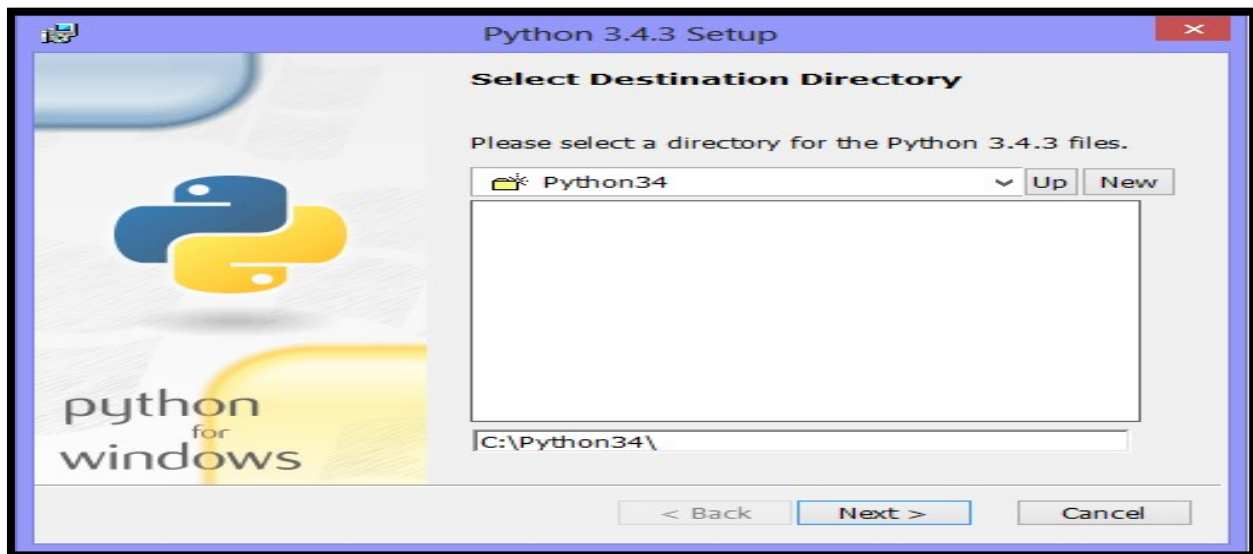 Python 3.4.3 Setup
Select Destination Directory
Please select a directory for the Python 3.4.3 files.
Python34
Up
New
C:\Python34\
python
for
windows
< Back
Next >
Cancel